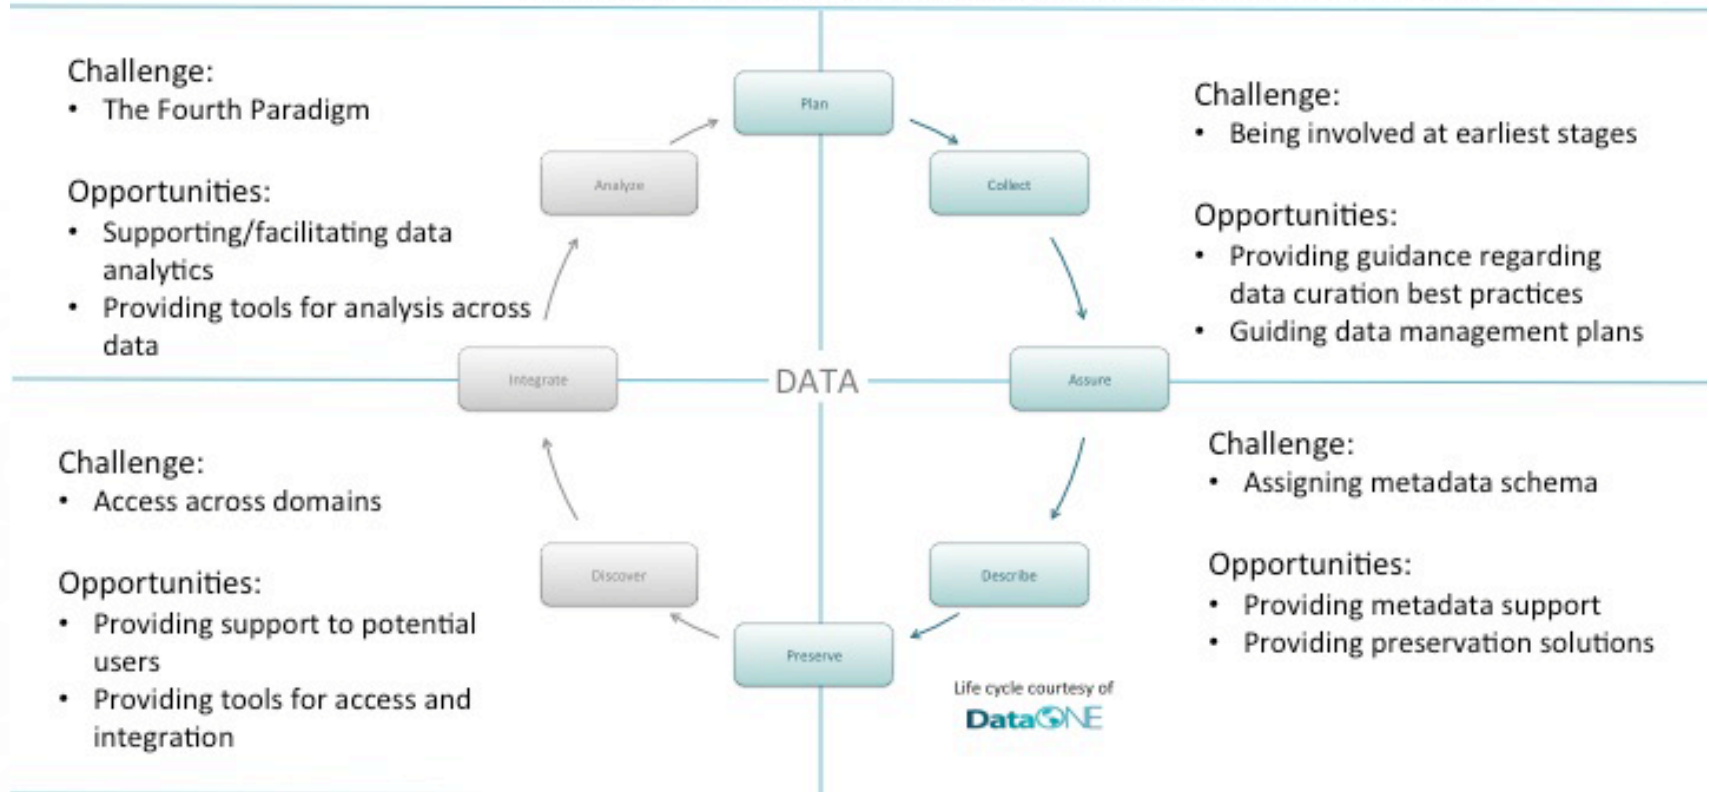 Challenge:
• The Fourth Paradigm
Opportunities:
• Supporting/facilitating data
analytics
• Providing tools for analysis across
data
Plan
Analyze
Collect
Challenge:
• Being involved at earliest stages
Opportunities:
• Providing guidance regarding
data curation best practices
• Guiding data management plans
Integrate
DATA
Assure
Challenge:
• Access across domains
Opportunities:
• Providing support to potential
users
• Providing tools for access and
integration
Discover
Describe
Preserve
Life cycle courtesy of
DataONE
Challenge:
• Assigning metadata schema
Opportunities:
• Providing metadata support
• Providing preservation solutions